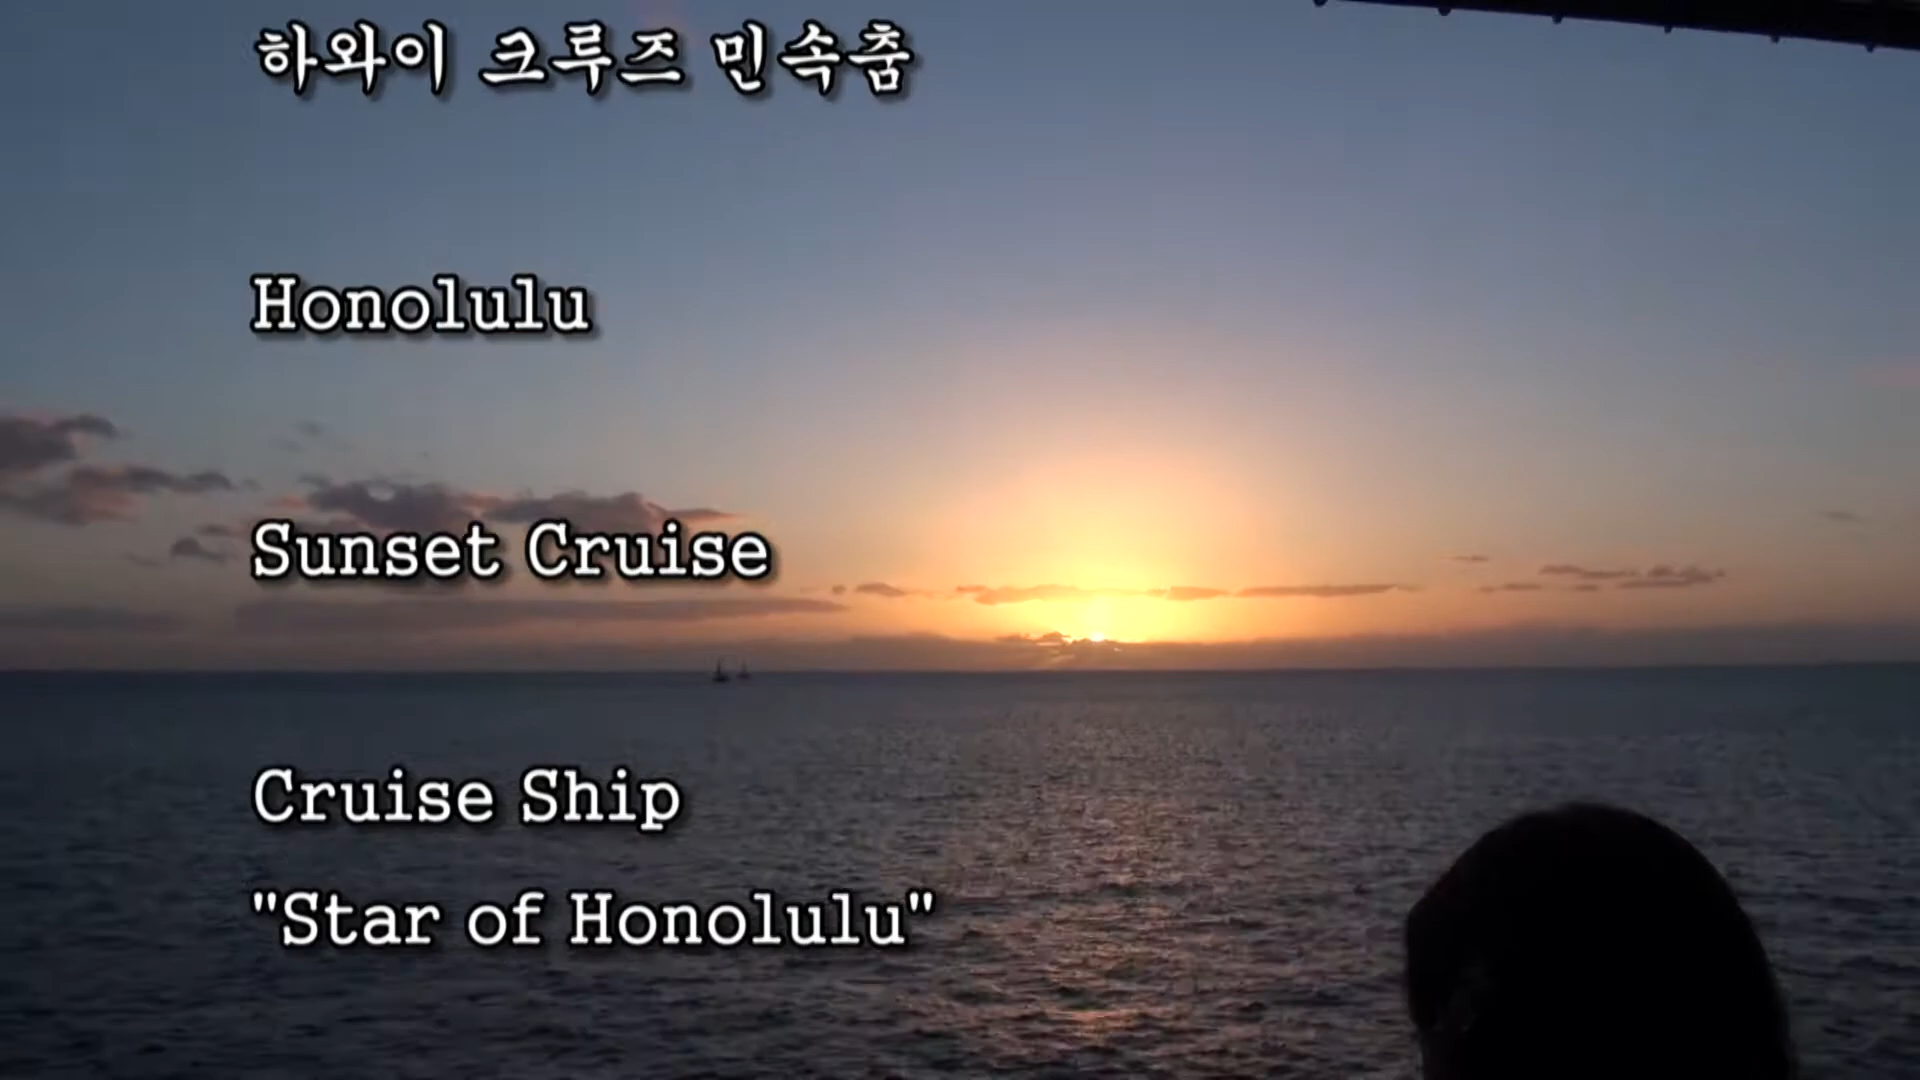 하와이 크루즈 민속춤
Honolulu
Sunset Cruise
Cruise Ship
"Star of Honolulu"